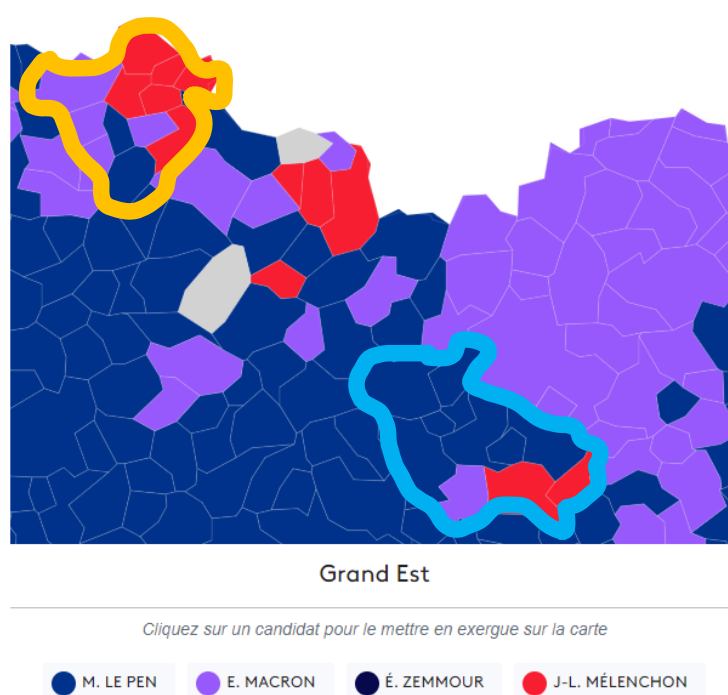 Grand Est
Cliquez sur un candidat pour le mettre en exergue sur la carte
M. LE PEN
E. MACRON
É. ZEMMOUR
J-L. MÉLENCHON